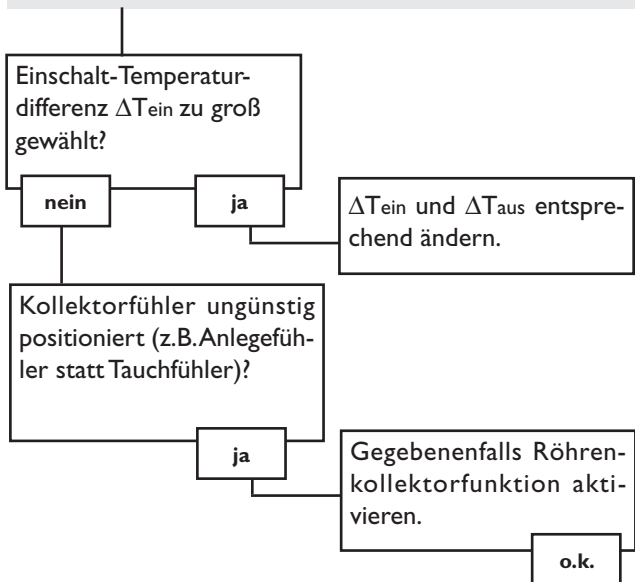 Einschalt-Temperatur-
differenz ΔTein zu groß
gewählt?
nein
ja
ΔTein und ΔTaus entspre-
chend ändern.
Kollektorfühler ungünstig
positioniert (z.B. Anlegefüh-
ler statt Tauchfühler)?
ja
Gegebenenfalls Röhren-
kollektorfunktion akti-
vieren.
o.k.